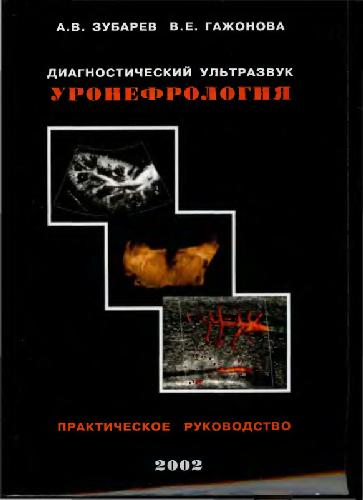 А.В. ЗУБАРЕВ В.Е. ГАЖОНОВА
ДИАГНОСТИЧЕСКИЙ УЛЬТРАЗВУК
УРОНЕФРОЛОГИЯ
ПРАКТИЧЕСКОЕ РУКОВОДСТВО
2002